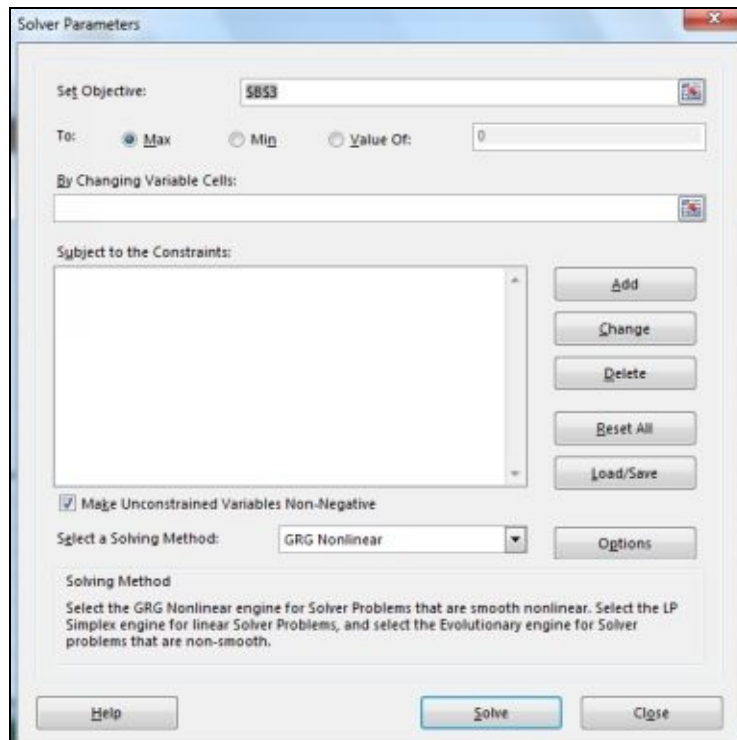 Solver Parameters
Set Objective: $B$3
To: Max Min Value Of: 0
By Changing Variable Cells:
Subject to the Constraints:
Add
Change
Delete
Reset All
Load/Save
Make Unconstrained Variables Non-Negative
Select a Solving Method: GRG Nonlinear Options
Solving Method
Select the GRG Nonlinear engine for Solver Problems that are smooth nonlinear. Select the LP
Simplex engine for linear Solver Problems, and select the Evolutionary engine for Solver
problems that are non-smooth.
Help Solve Close